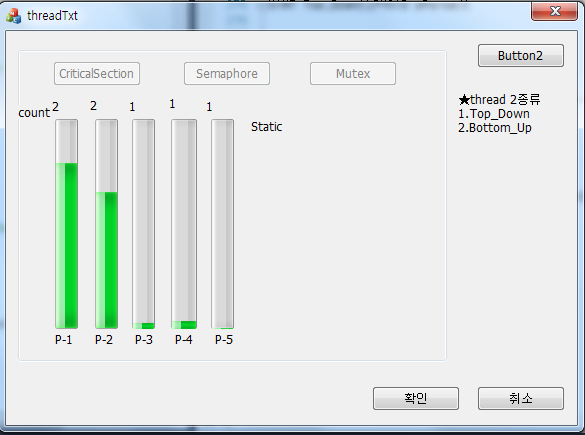 threadTxt
Button2
CriticalSection Semaphore Mutex
★thread 2종류
1.Top_Down
2.Bottom_Up
count 2 2 1 1 1
Static
P-1 P-2 P-3 P-4 P-5
확인 취소